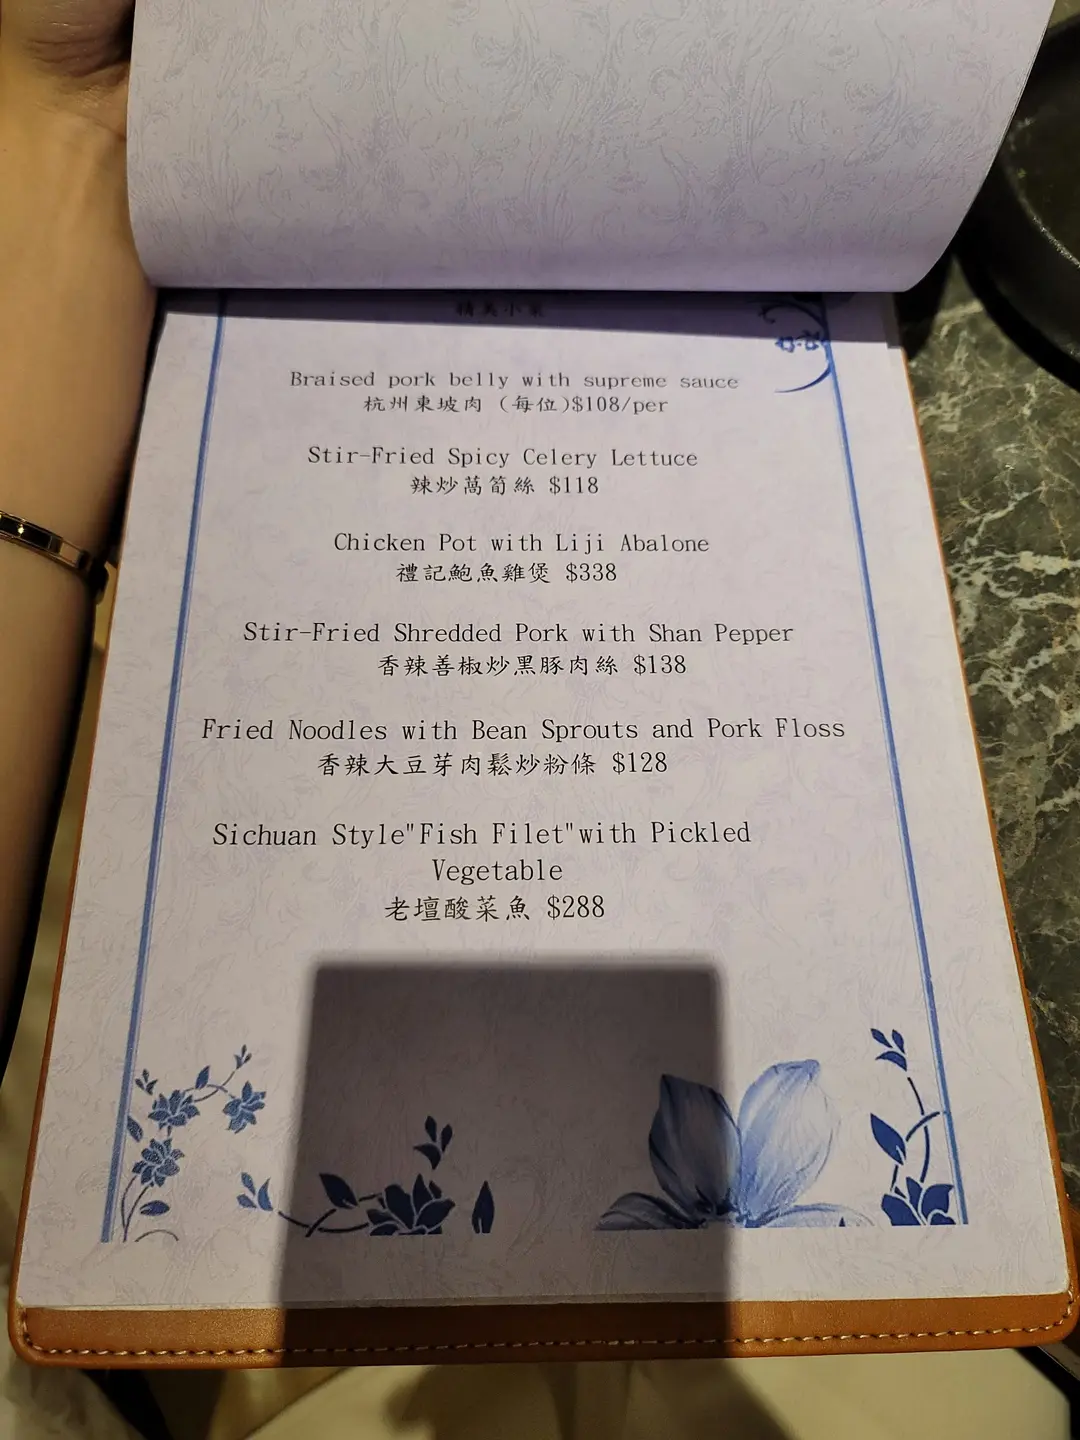 精美小菜
Braised pork belly with supreme sauce
杭州東坡肉 (每位)$108/per
Stir-Fried Spicy Celery Lettuce
辣炒萵筍絲 $118
Chicken Pot with Liji Abalone
禮記鮑魚雞煲 $338
Stir-Fried Shredded Pork with Shan Pepper
香辣善椒炒黑豚肉絲 $138
Fried Noodles with Bean Sprouts and Pork Floss
香辣大豆芽肉鬆炒粉條 $128
Sichuan Style"Fish Filet"with Pickled
Vegetable
老壇酸菜魚 $288